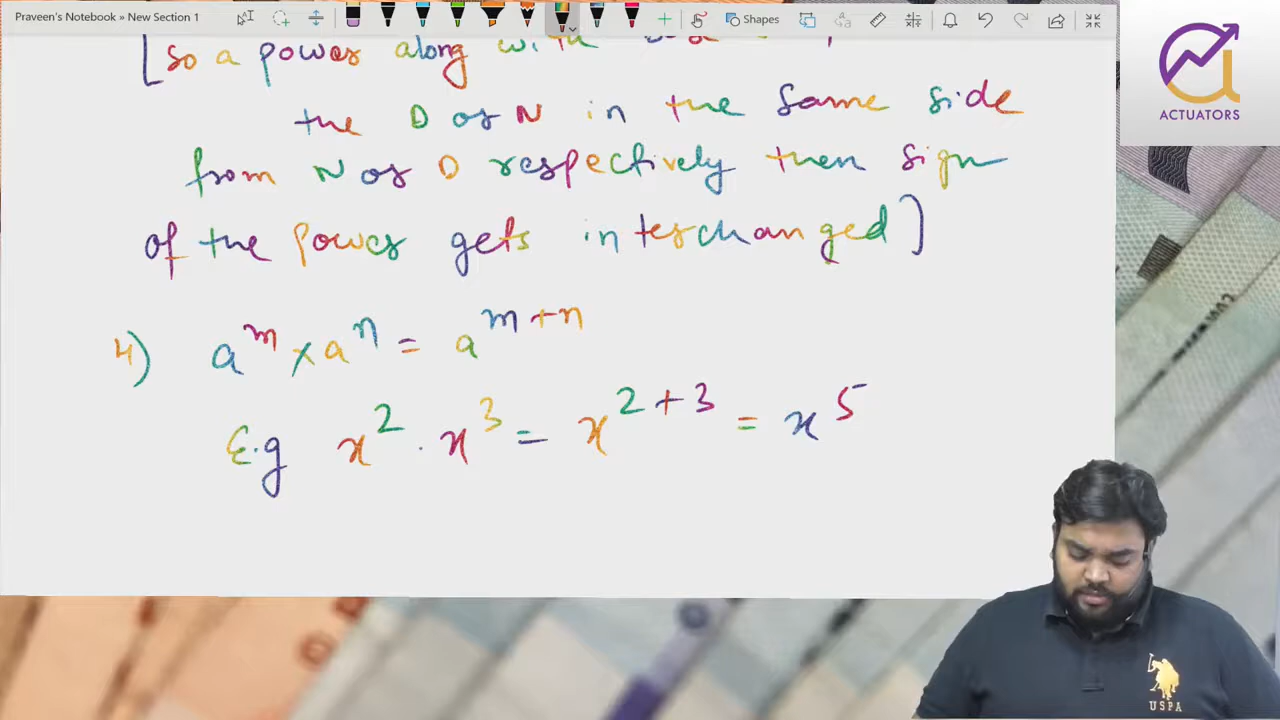 Praveen's Notebook » New Section 1
Shapes
ACTUATORS
[so a power along with
the D or N in the same side
from N or D respectively then sign
of the power gets interchanged]
4) a^m × a^n = a^m+n
E.g x^2 . x^3 = x^2+3 = x^5
USPA